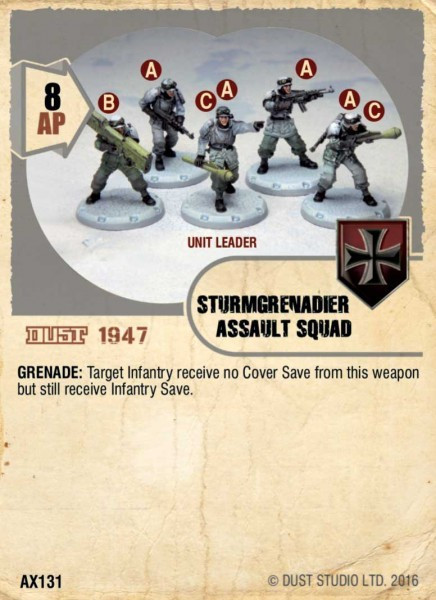 8
AP
B
A
C
A
A
A
C
UNIT LEADER
STURMGRENADIER
ASSAULT SQUAD
DUST 1947
GRENADE: Target Infantry receive no Cover Save from this weapon
but still receive Infantry Save.
AX131
© DUST STUDIO LTD. 2016